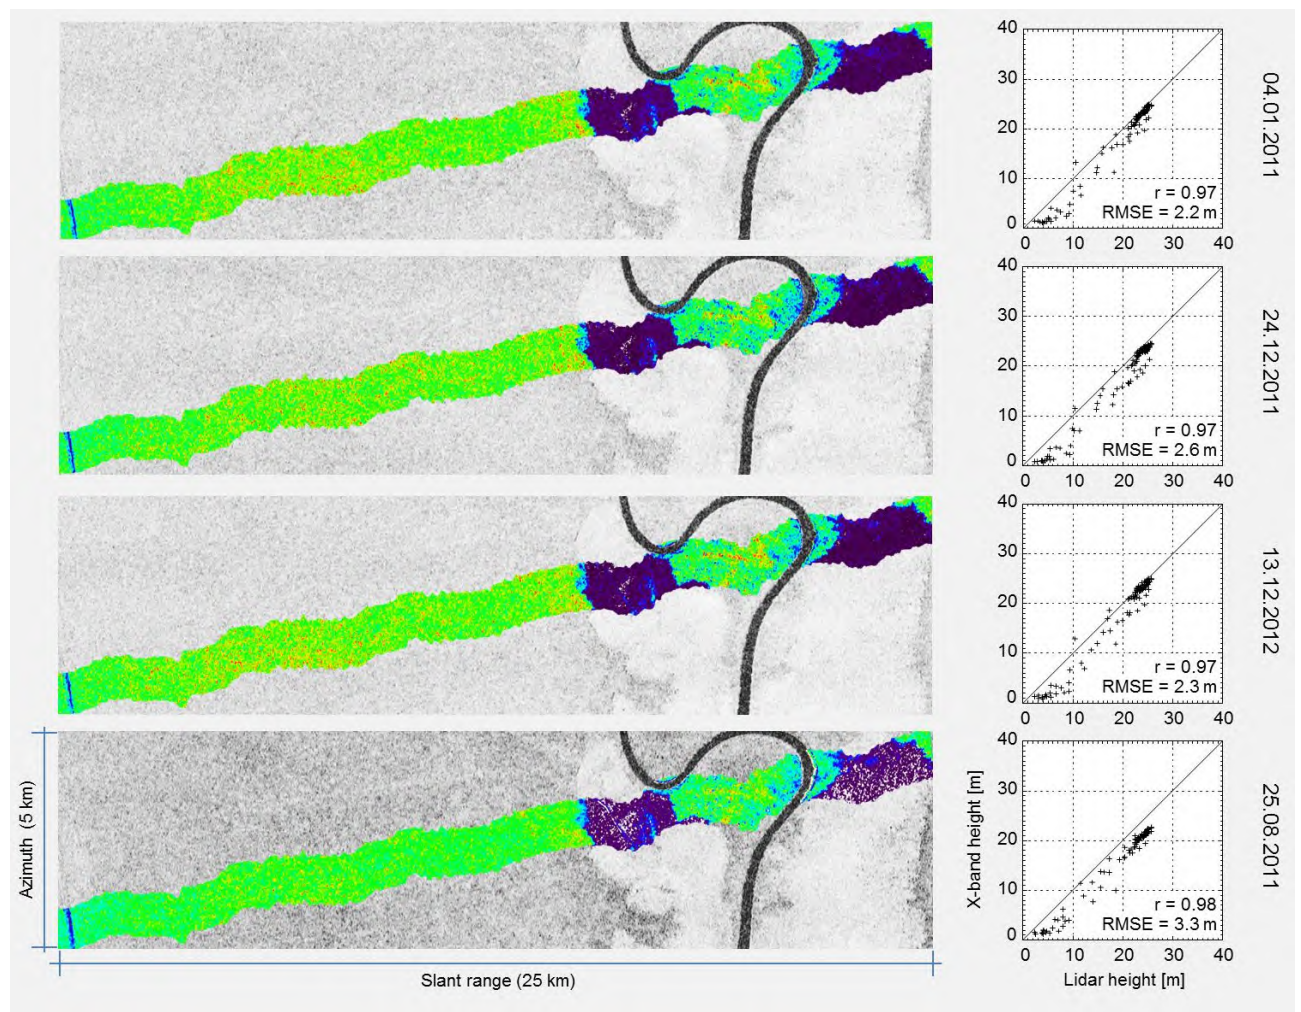 40
30
20
10
0
0 10 20 30 40
r = 0.97
RMSE = 2.2 m
04.01.2011
40
30
20
10
0
0 10 20 30 40
r = 0.97
RMSE = 2.6 m
24.12.2011
40
30
20
10
0
0 10 20 30 40
r = 0.97
RMSE = 2.3 m
13.12.2012
Azimuth (5 km)
Slant range (25 km)
X-band height [m]
40
30
20
10
0
0 10 20 30 40
r = 0.98
RMSE = 3.3 m
Lidar height [m]
25.08.2011